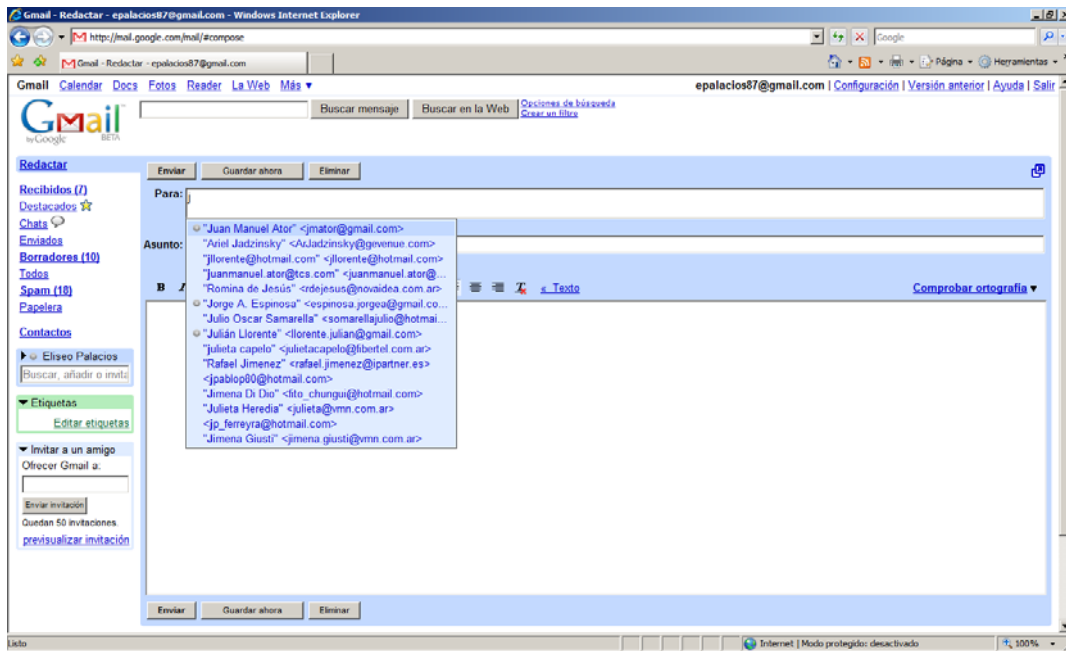 Gmail - Redactar - epalacios87@gmail.com - Windows Internet Explorer
http://mail.google.com/mail/#compose
Google
Gmail - Redactar - epalacios87@gmail.com
Página
Herramientas
Gmail Calendar Docs Fotos Reader La Web Más ▼
epalacios87@gmail.com | Configuración | Versión anterior | Ayuda | Salir
Gmail
by Google BETA
Buscar mensaje
Buscar en la Web
Opciones de búsqueda
Crear un filtro
Redactar
Recibidos (7)
Destacados
Chats
Enviados
Borradores (10)
Todos
Spam (18)
Papelera
Contactos
Eliseo Palacios
Buscar, añadir o invita
Etiquetas
Editar etiquetas
Invitar a un amigo
Ofrecer Gmail a:
Enviar invitación
Quedan 50 invitaciones.
previsualizar invitación
Enviar
Guardar ahora
Eliminar
Para:
j
"Juan Manuel Ator" <jmator@gmail.com>
"Ariel Jadzinsky" <ArJadzinsky@gevenue.com>
"jllorente@hotmail.com" <jllorente@hotmail.com>
"juanmanuel.ator@tcs.com" <juanmanuel.ator@...
"Romina de Jesús" <rdejesus@novaidea.com.ar>
"Jorge A. Espinosa" <espinosa.jorgea@gmail.co...
"Julio Oscar Samarella" <somarellajulio@hotmai...
"Julián Llorente" <llorente.julian@gmail.com>
"julieta capelo" <julietacapelo@fibertel.com.ar>
"Rafael Jimenez" <rafael.jimenez@ipartner.es>
<jpablop80@hotmail.com>
"Jimena Di Dio" <fito_chungui@hotmail.com>
"Julieta Heredia" <julieta@vmn.com.ar>
<jp_ferreyra@hotmail.com>
"Jimena Giusti" <jimena.giusti@vmn.com.ar>
Asunto:
B I
« Texto
Comprobar ortografía ▼
Enviar
Guardar ahora
Eliminar
Listo
Internet | Modo protegido: desactivado
100%